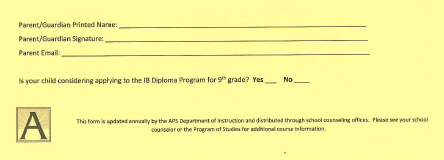 Parent/Guardian Printed Name: ____________________
Parent/Guardian Signature: ____________________
Parent Email: ____________________
Is your child considering applying to the IB Diploma Program for 9th grade? Yes ___ No ____
A
This form is updated annually by the APS Department of Instruction and distributed through school counseling offices. Please see your school
counselor or the Program of Studies for additional course information.